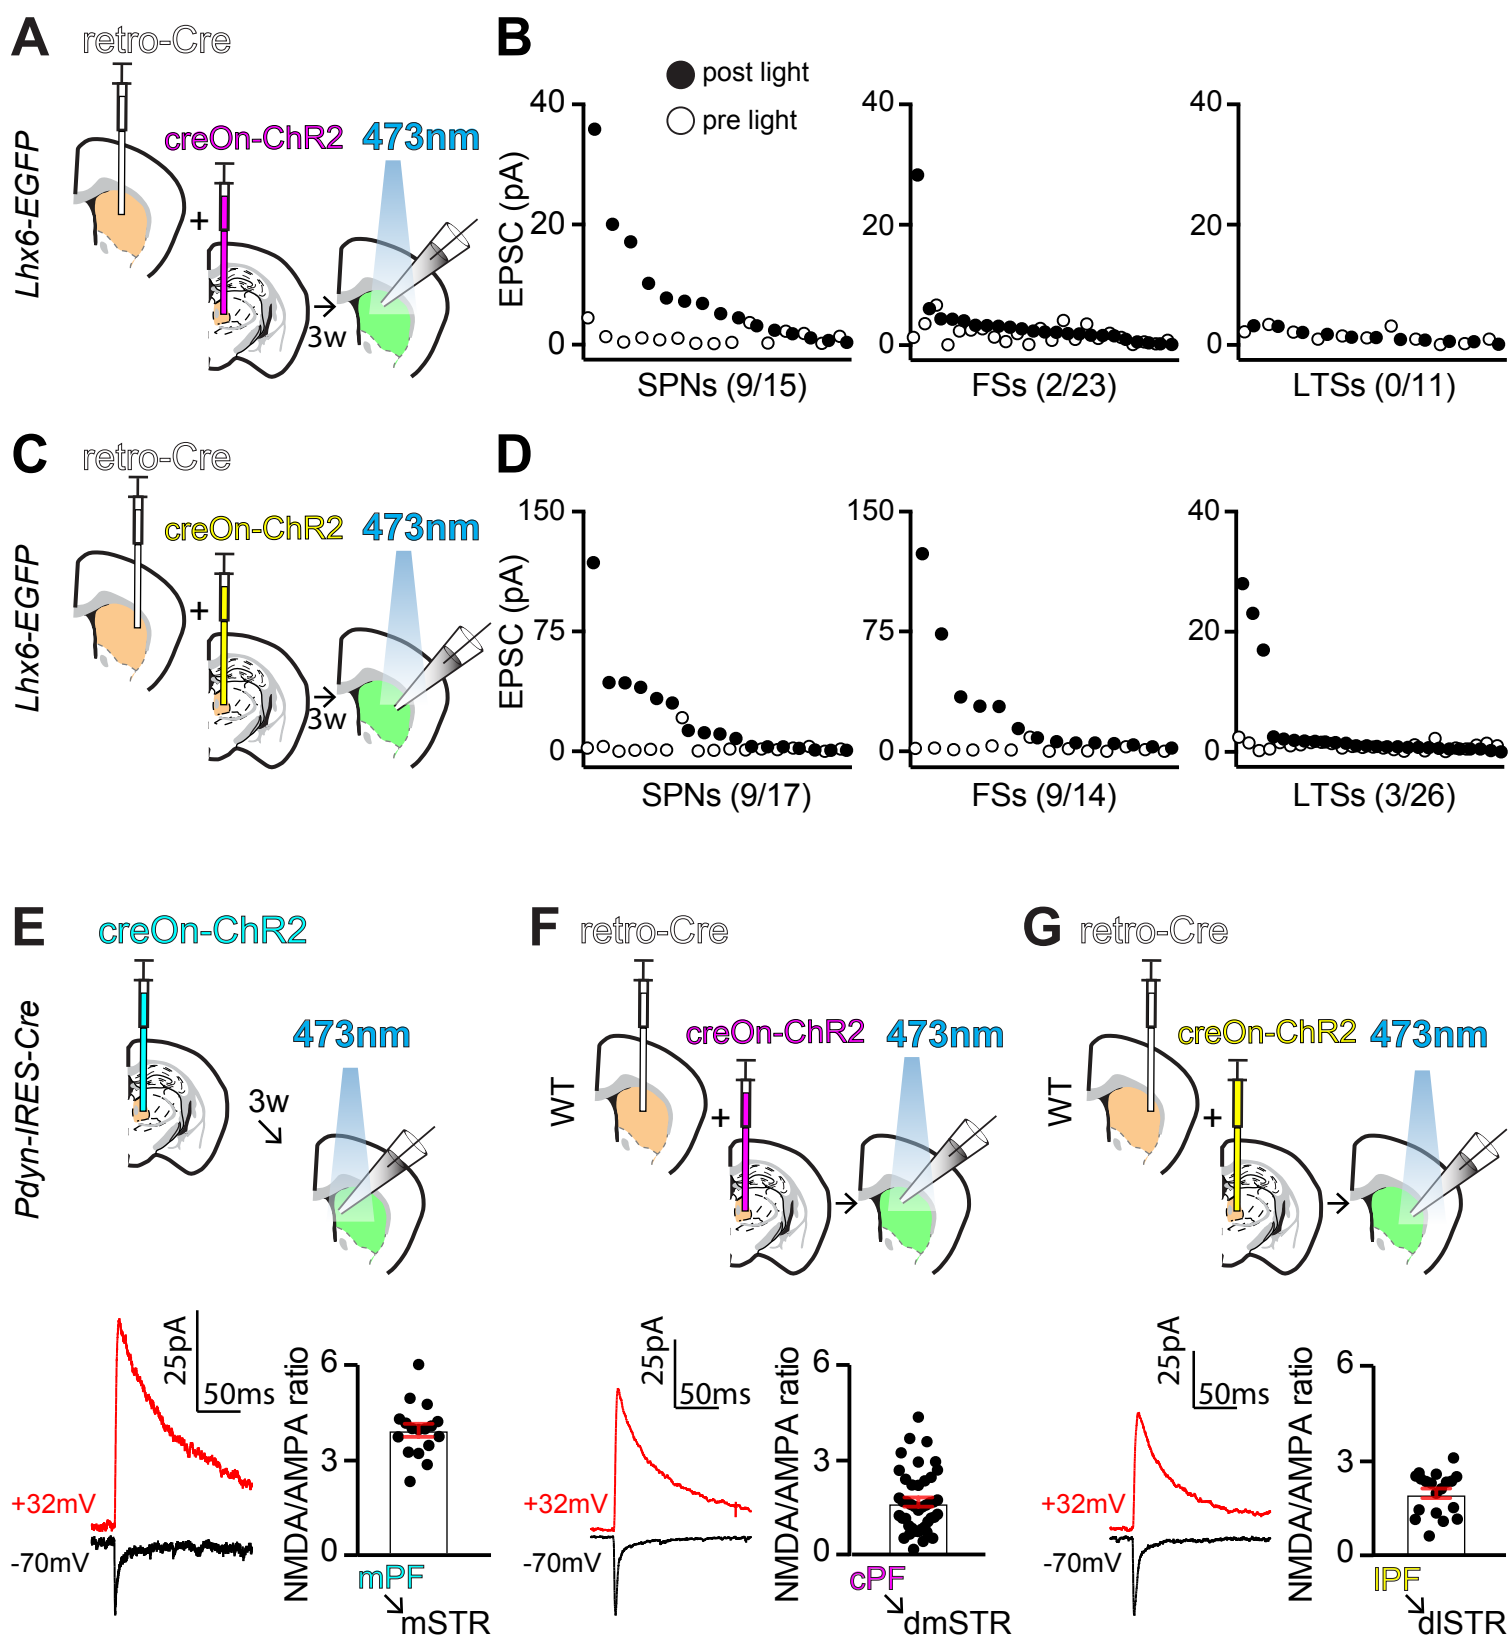 A
retro-Cre
Lhx6-EGFP
creOn-ChR2
473nm
+
3w
B
post light
pre light
EPSC (pA)
40
20
0
SPNs (9/15)
40
20
0
FSs (2/23)
40
20
0
LTSs (0/11)
C
retro-Cre
Lhx6-EGFP
creOn-ChR2
473nm
+
3w
D
EPSC (pA)
150
75
0
SPNs (9/17)
150
75
0
FSs (9/14)
40
20
0
LTSs (3/26)
E
creOn-ChR2
Pdyn-IRES-Cre
473nm
3w
25pA
50ms
+32mV
-70mV
NMDA/AMPA ratio
6
3
0
mPF
mSTR
F
retro-Cre
WT
creOn-ChR2
473nm
+
25pA
50ms
+32mV
-70mV
NMDA/AMPA ratio
6
3
0
cPF
dmSTR
G
retro-Cre
WT
creOn-ChR2
473nm
+
25pA
50ms
+32mV
-70mV
NMDA/AMPA ratio
6
3
0
lPF
dlSTR